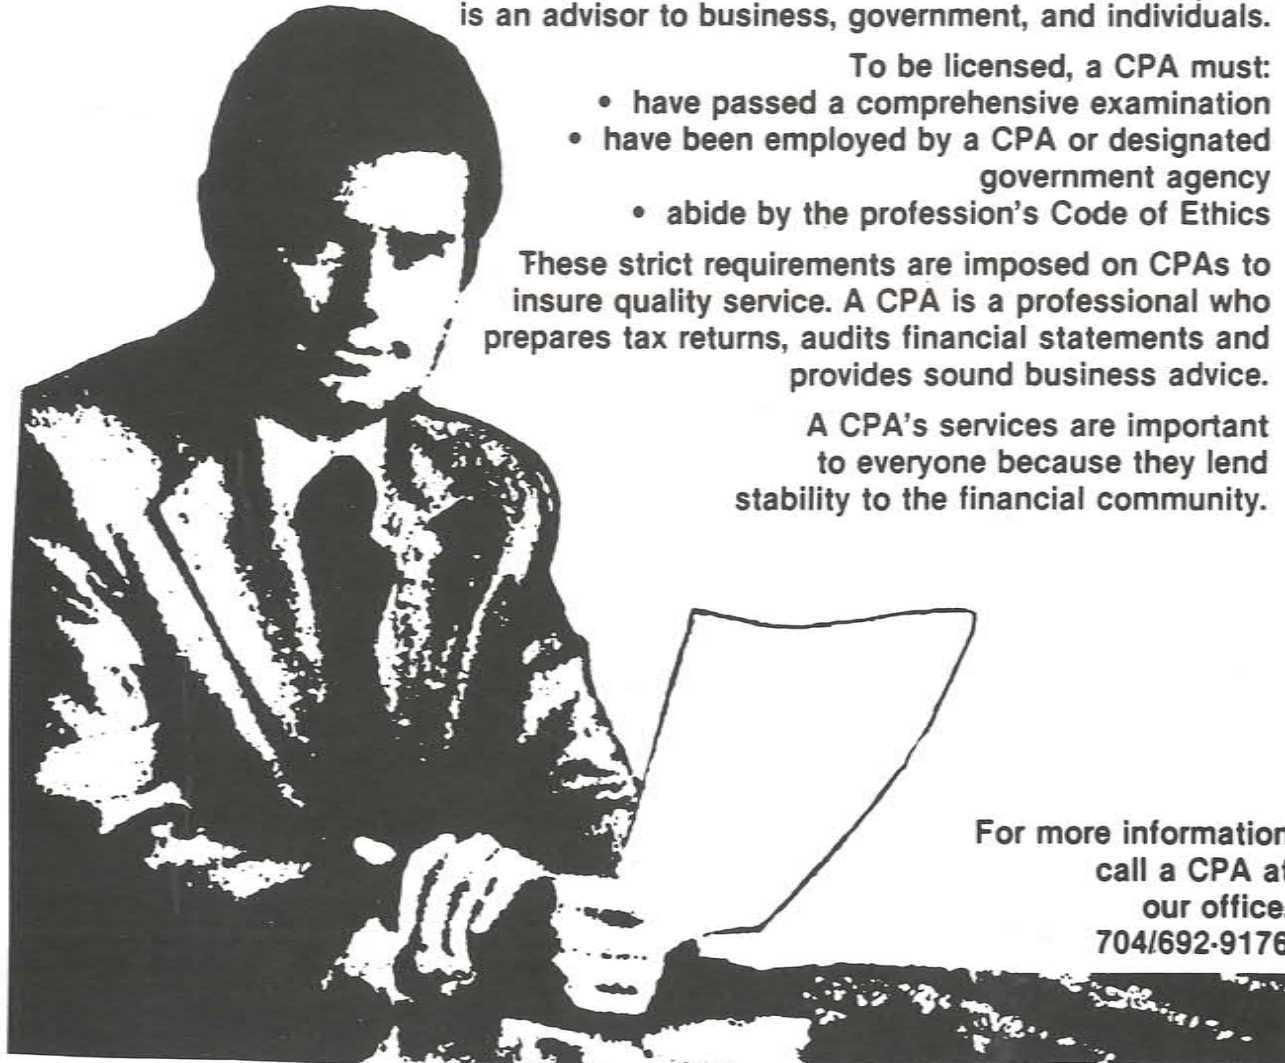 is an advisor to business, government, and individuals.
To be licensed, a CPA must:
• have passed a comprehensive examination
• have been employed by a CPA or designated
government agency
• abide by the profession's Code of Ethics
These strict requirements are imposed on CPAs to
insure quality service. A CPA is a professional who
prepares tax returns, audits financial statements and
provides sound business advice.
A CPA's services are important
to everyone because they lend
stability to the financial community.
For more information
call a CPA at
our office.
704/692-9176